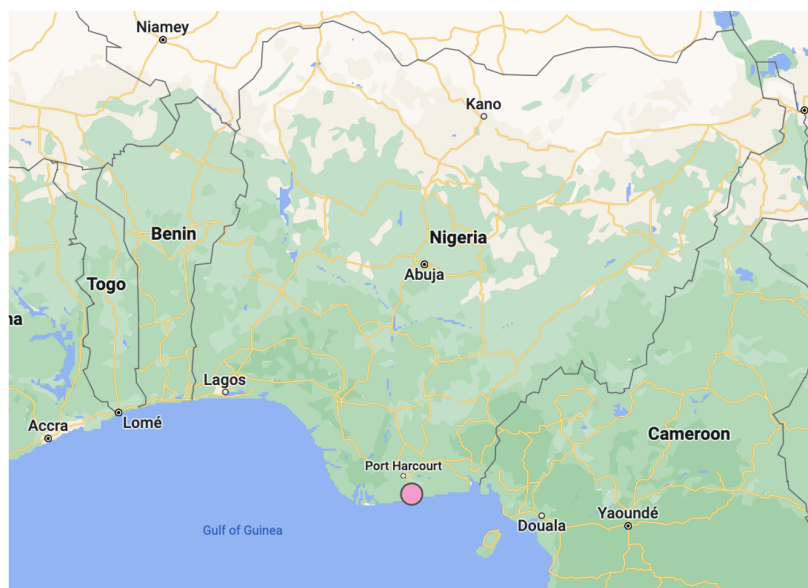 Niamey
Kano
Benin
Nigeria
Abuja
Togo
na
Lagos
Accra
Lomé
Cameroon
Port Harcourt
Gulf of Guinea
Douala
Yaoundé